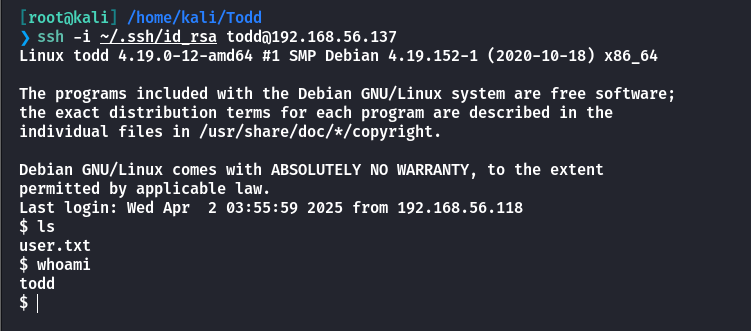 [root@kali] /home/kali/Todd
❯ ssh -i ~/.ssh/id_rsa todd@192.168.56.137
Linux todd 4.19.0-12-amd64 #1 SMP Debian 4.19.152-1 (2020-10-18) x86_64
The programs included with the Debian GNU/Linux system are free software;
the exact distribution terms for each program are described in the
individual files in /usr/share/doc/*/copyright.
Debian GNU/Linux comes with ABSOLUTELY NO WARRANTY, to the extent
permitted by applicable law.
Last login: Wed Apr  2 03:55:59 2025 from 192.168.56.118
$ ls
user.txt
$ whoami
todd
$